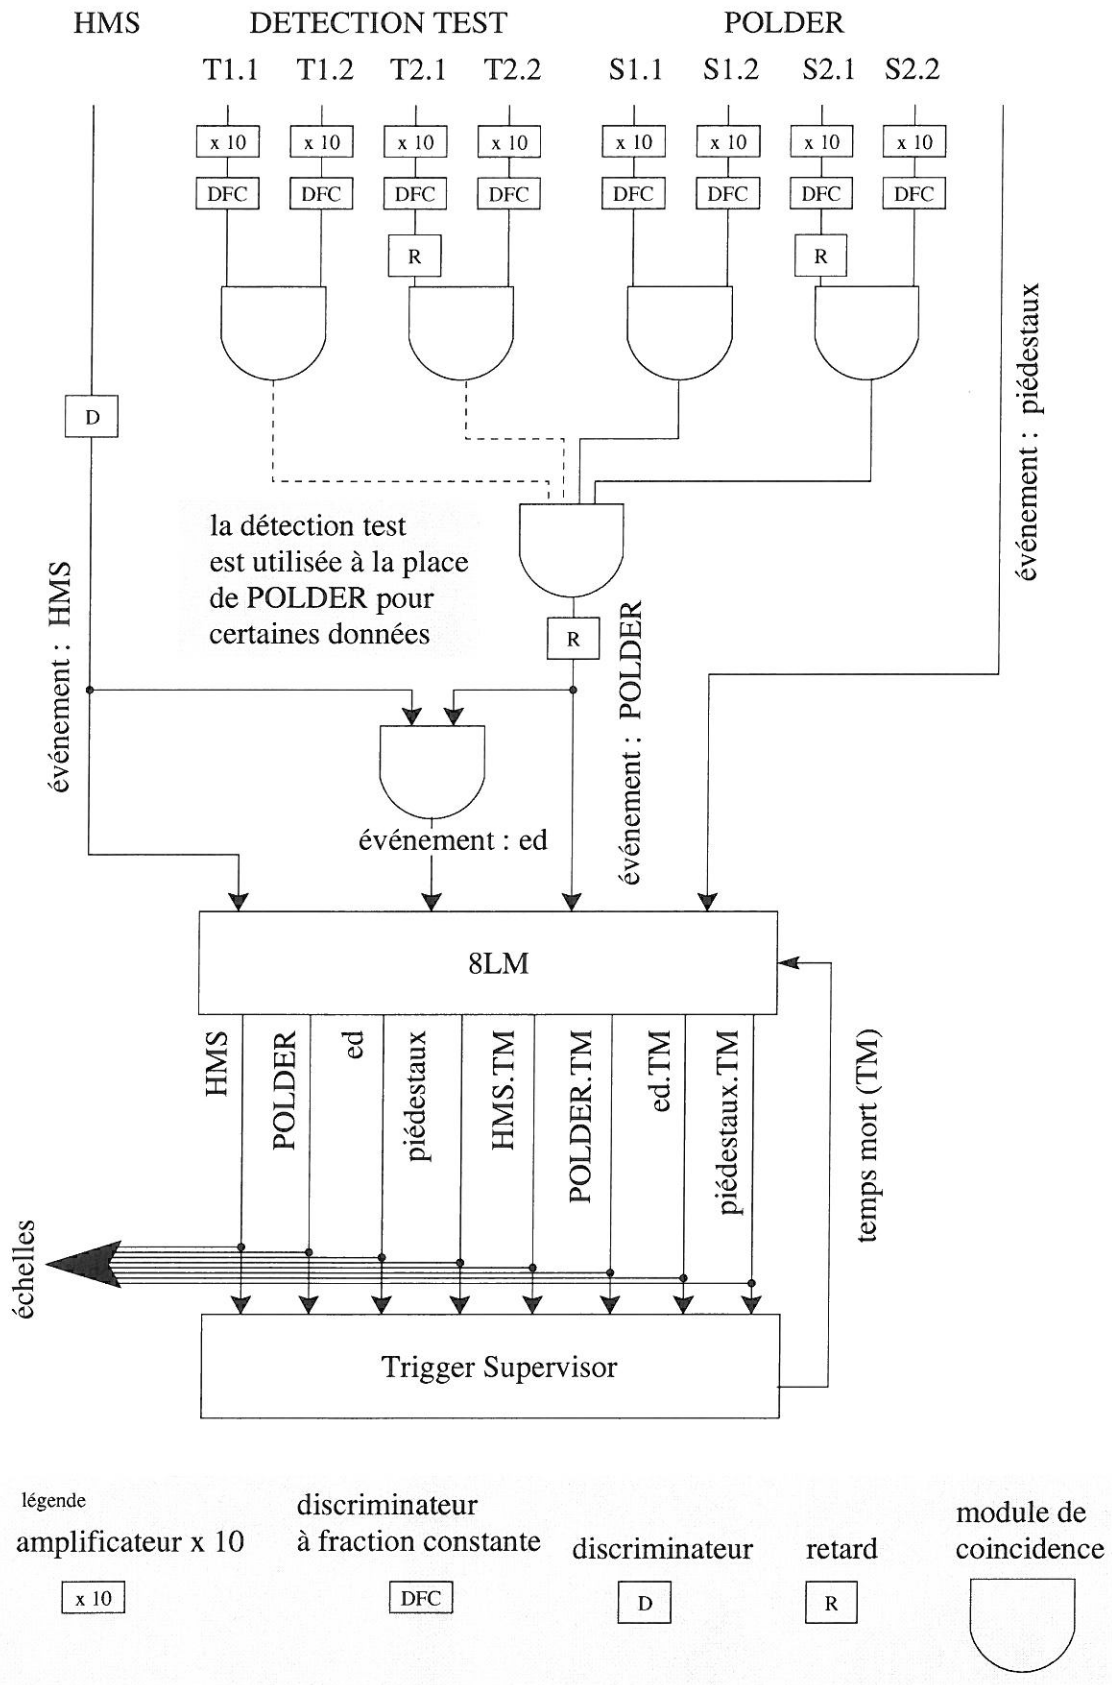 HMS DETECTION TEST POLDER
T1.1 T1.2 T2.1 T2.2 S1.1 S1.2 S2.1 S2.2
x 10 x 10 x 10 x 10 x 10 x 10 x 10 x 10
DFC DFC DFC DFC DFC DFC DFC DFC
R R
D
événement : piédestaux
la détection test
est utilisée à la place
de POLDER pour
certaines données
R
événement : HMS
événement : POLDER
événement : ed
8LM
HMS
POLDER
ed
piédestaux
HMS.TM
POLDER.TM
ed.TM
piédestaux.TM
temps mort (TM)
échelles
Trigger Supervisor
légende
amplificateur x 10
x 10
discriminateur
à fraction constante
DFC
discriminateur
D
retard
R
module de
coincidence